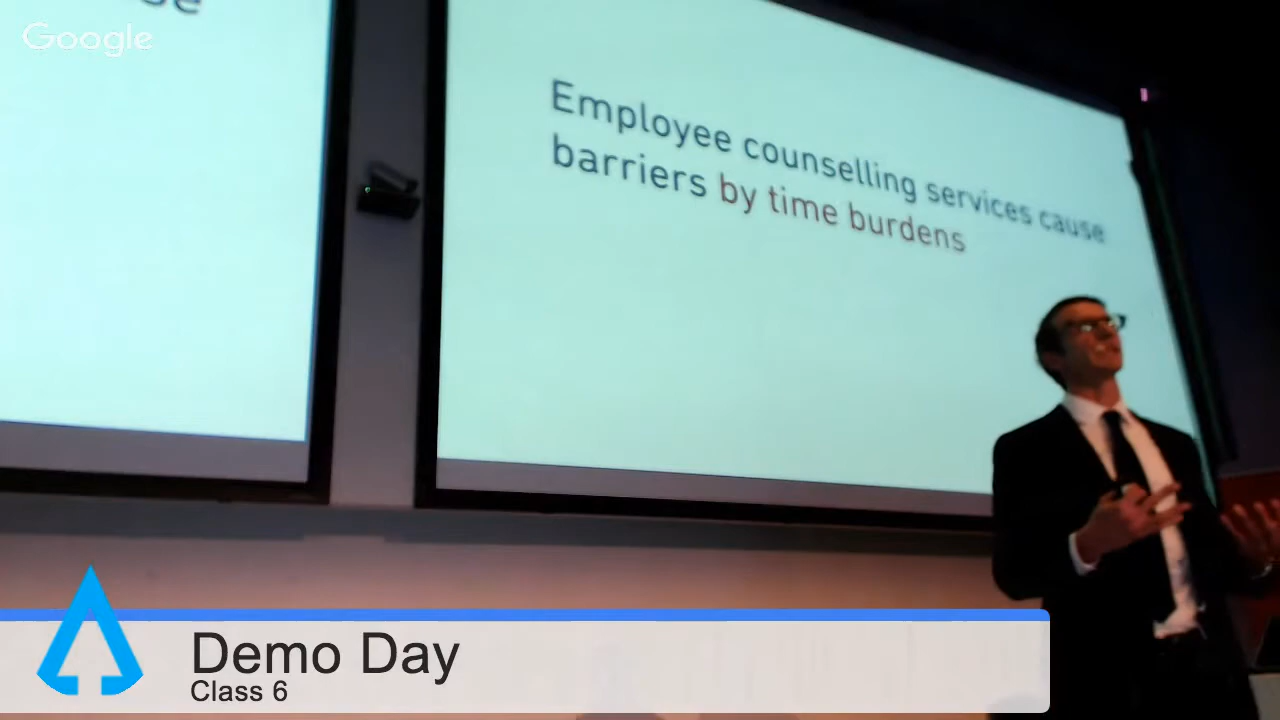 Google
Employee counselling services cause
barriers by time burdens
Demo Day
Class 6